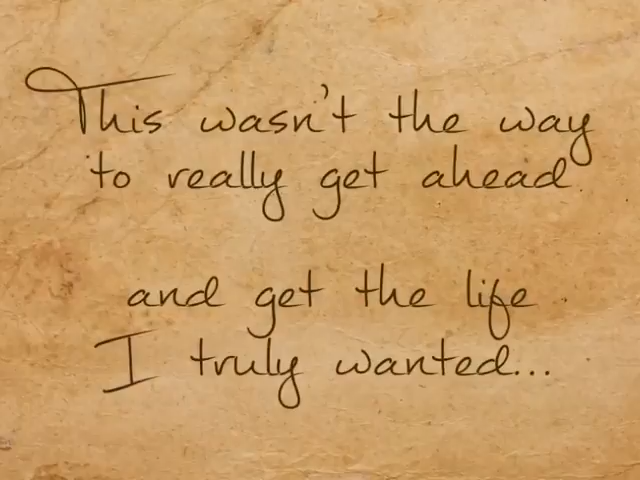 This wasn't the way
to really get ahead
and get the life
I truly wanted...